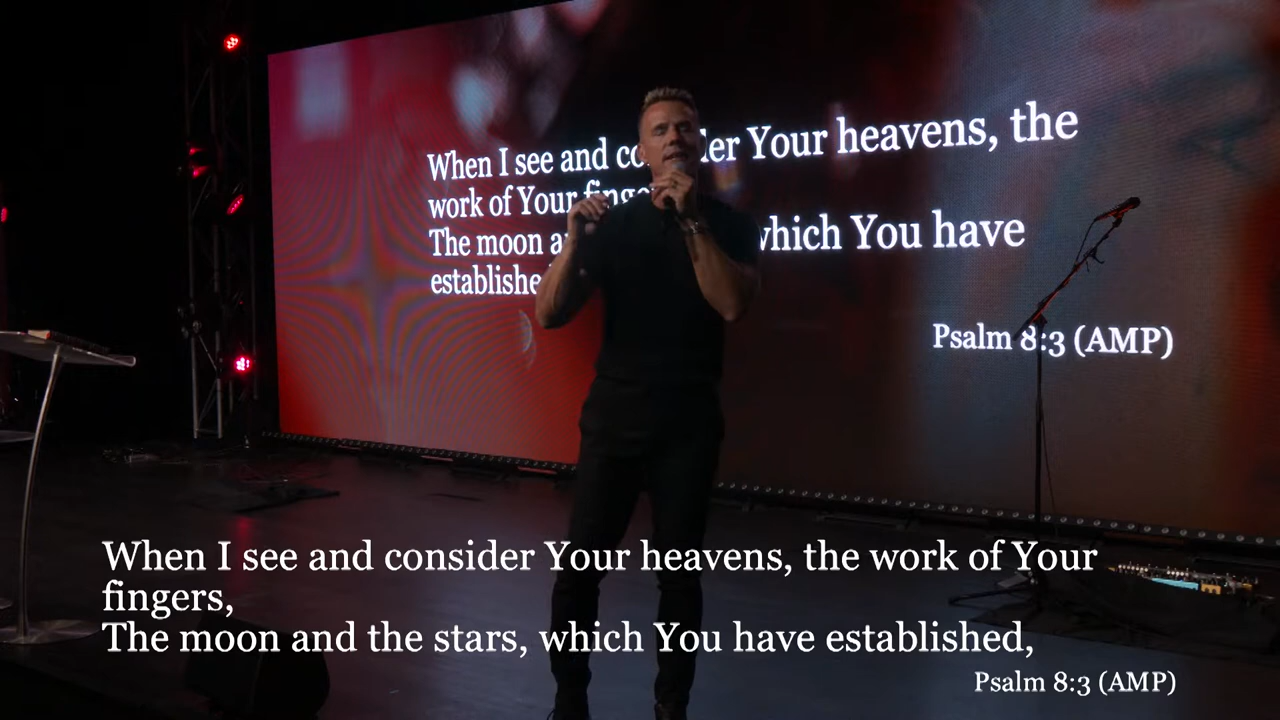 When I see and co er Your heavens, the
work of Your finge
The moon a which You have
establishe
Psalm 8:3 (AMP)
When I see and consider Your heavens, the work of Your
fingers,
The moon and the stars, which You have established,
Psalm 8:3 (AMP)